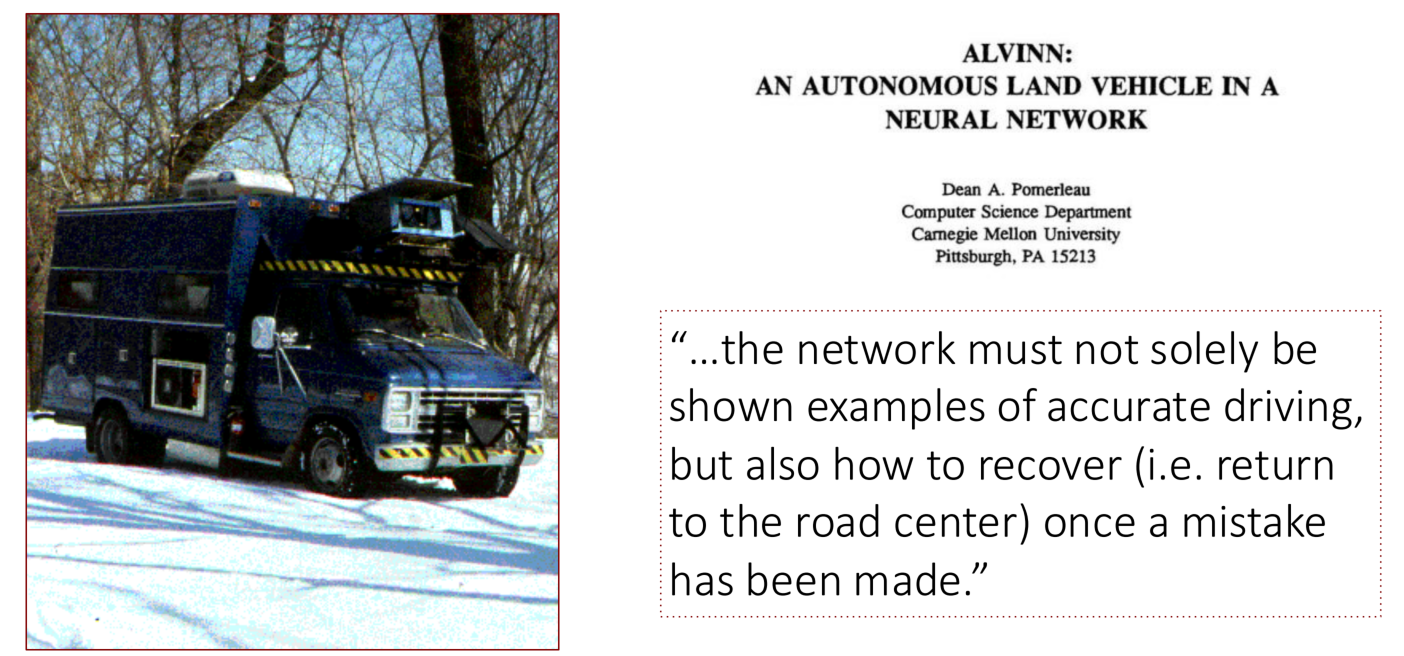 ALVINN:
AN AUTONOMOUS LAND VEHICLE IN A
NEURAL NETWORK
Dean A. Pomerleau
Computer Science Department
Carnegie Mellon University
Pittsburgh, PA 15213
“...the network must not solely be
shown examples of accurate driving,
but also how to recover (i.e. return
to the road center) once a mistake
has been made.”